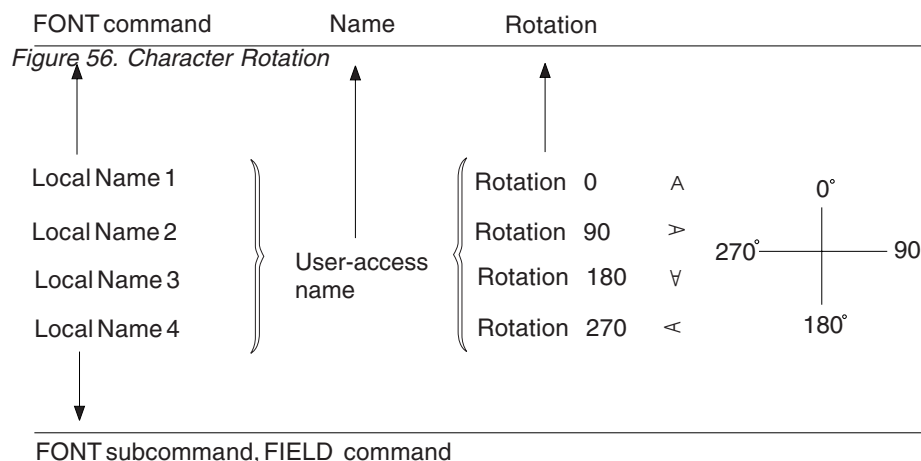 FONT command Name Rotation
Figure 56. Character Rotation
Local Name 1 Rotation 0 A 0°
Local Name 2 Rotation 90 A
User-access name 270° 90
Local Name 3 Rotation 180 A
Local Name 4 Rotation 270 A 180°
FONT subcommand, FIELD command